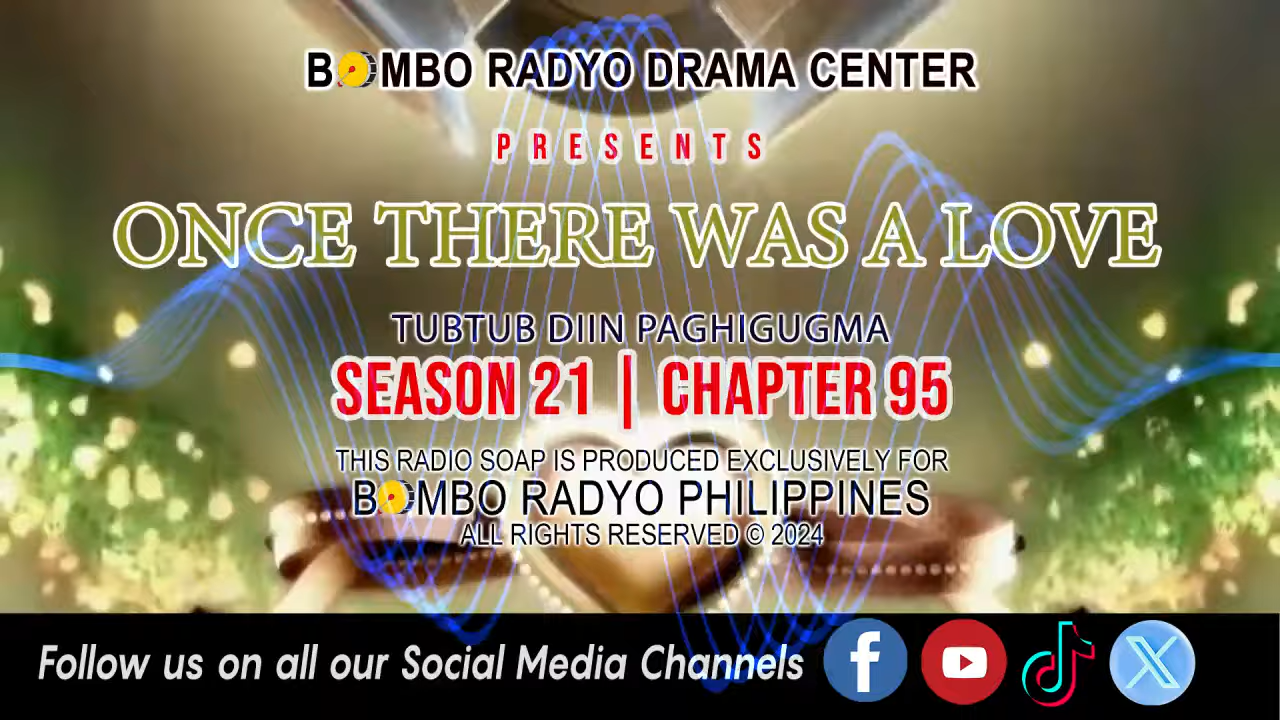 BOMBO RADYO DRAMA CENTER
PRESENTS
ONCE THERE WAS A LOVE
TUBTUB DIIN PAGHIGUGMA
SEASON 21 | CHAPTER 95
THIS RADIO SOAP IS PRODUCED EXCLUSIVELY FOR
BOMBO RADYO PHILIPPINES
ALL RIGHTS RESERVED © 2024
Follow us on all our Social Media Channels